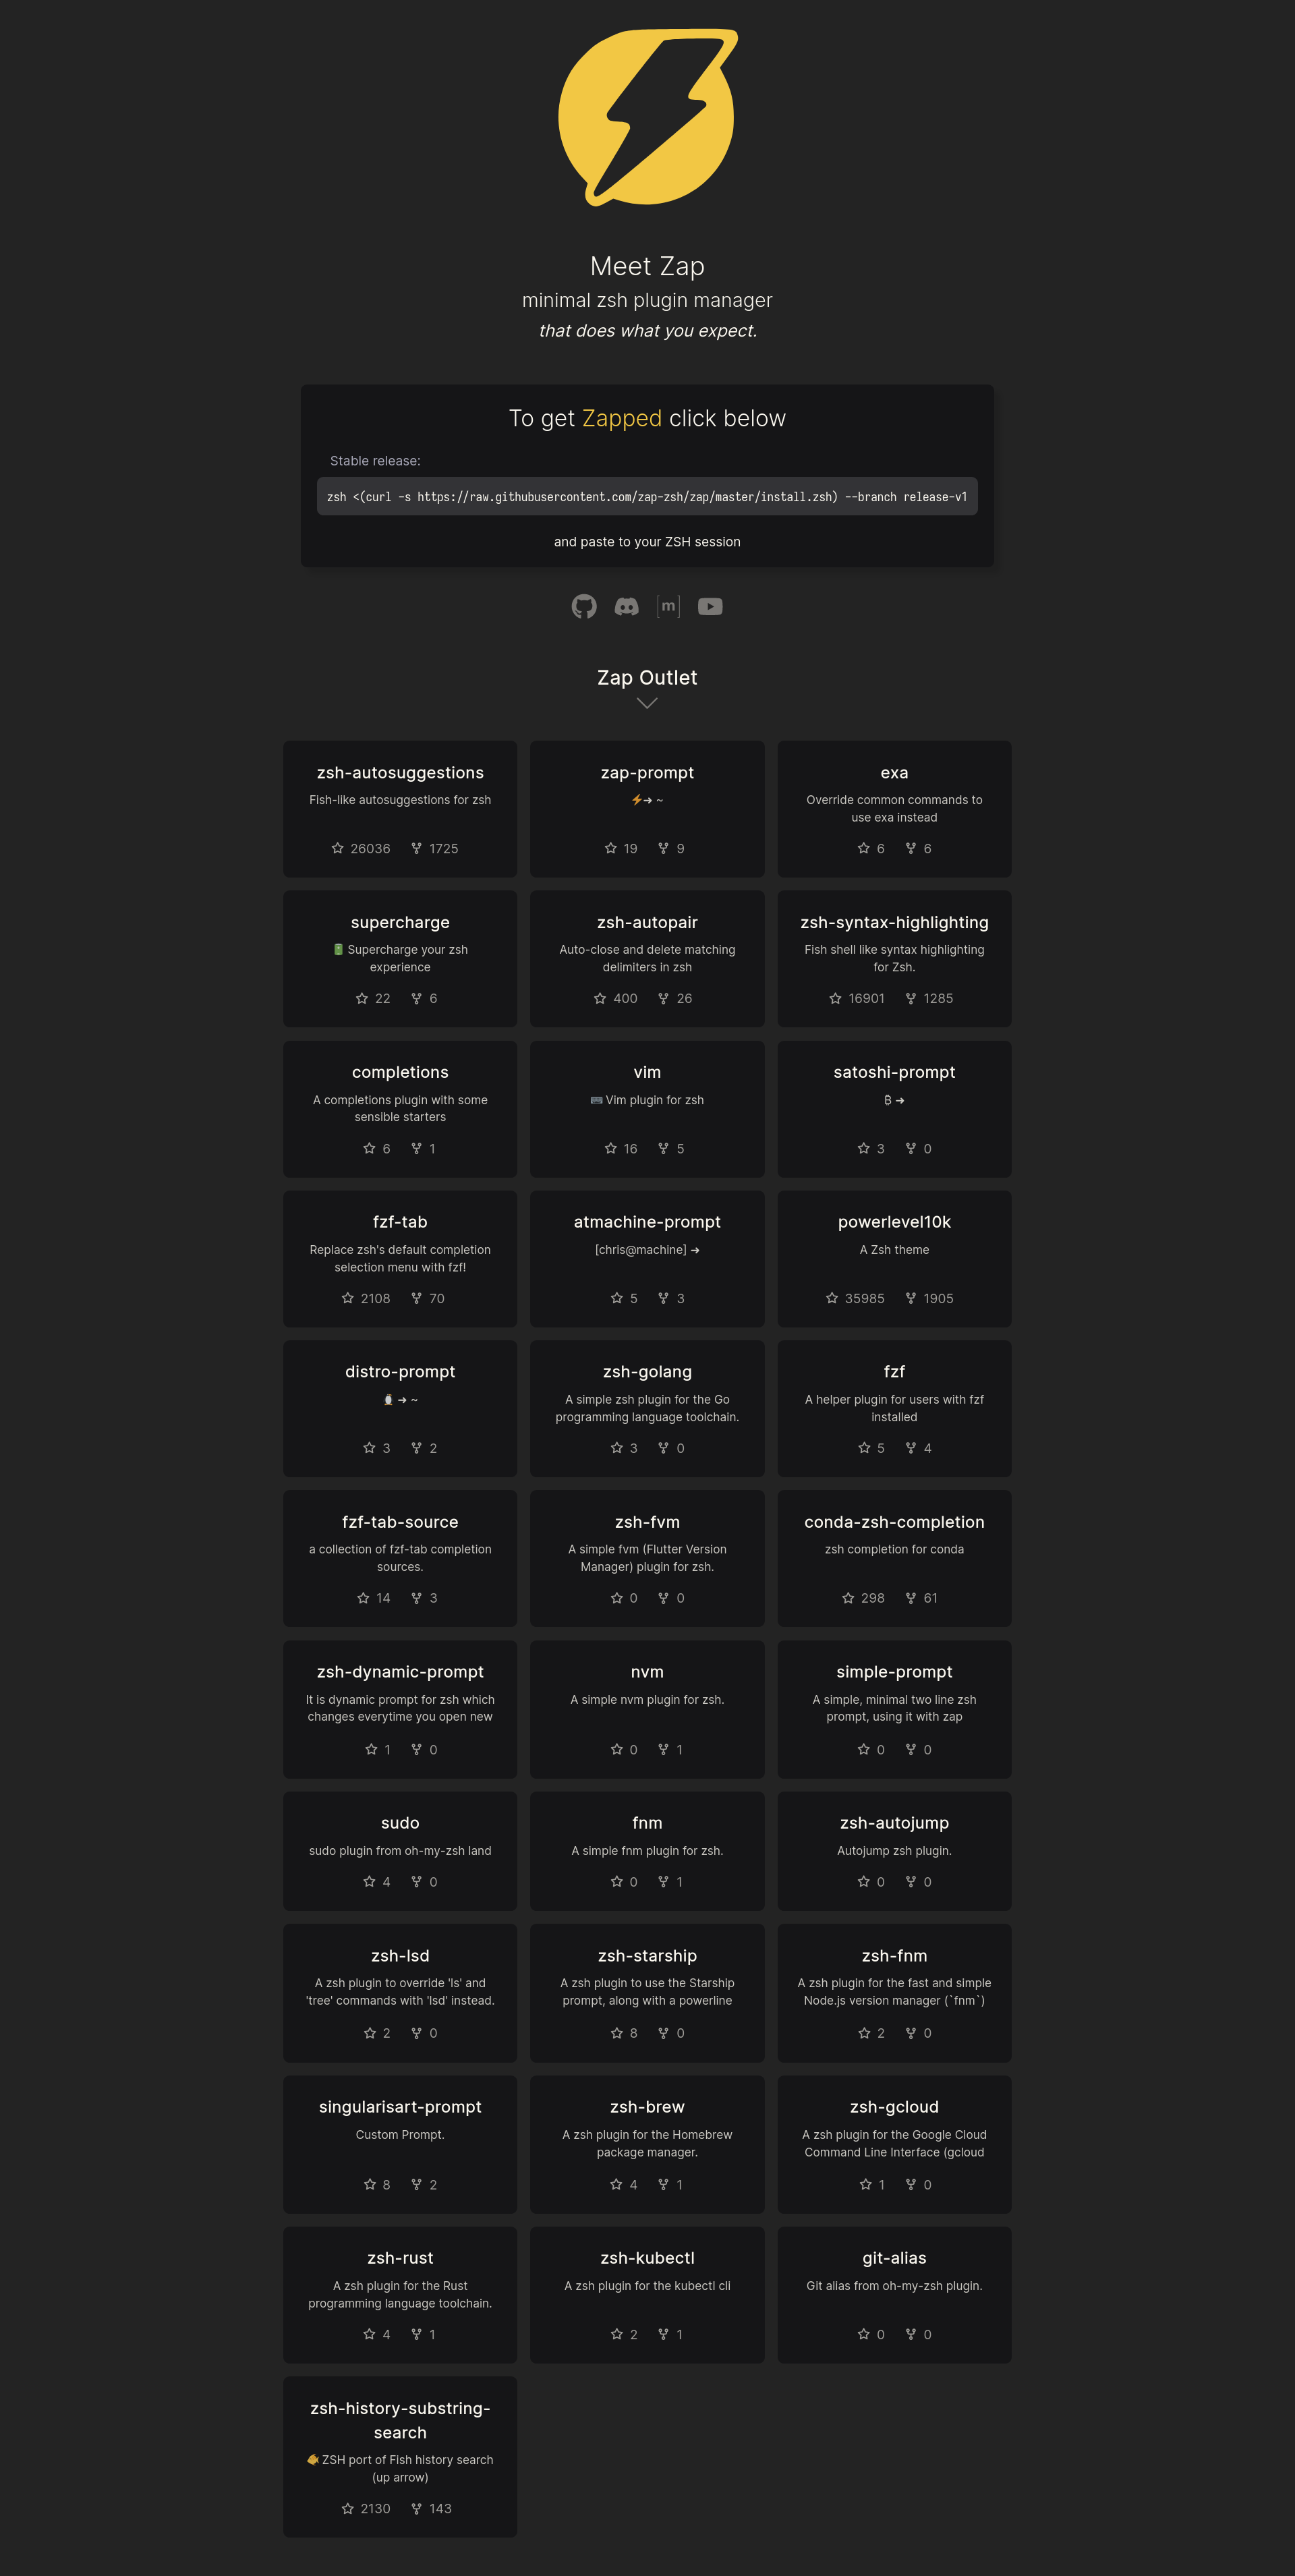 Meet Zap
minimal zsh plugin manager
that does what you expect.
To get Zapped click below
Stable release:
zsh <(curl -s https://raw.githubusercontent.com/zap-zsh/zap/master/install.zsh) --branch release-v1
and paste to your ZSH session
[m]
Zap Outlet
zsh-autosuggestions
Fish-like autosuggestions for zsh
26036 1725
zap-prompt
⚡➜ ~
19 9
exa
Override common commands to
use exa instead
6 6
supercharge
🔋 Supercharge your zsh
experience
22 6
zsh-autopair
Auto-close and delete matching
delimiters in zsh
400 26
zsh-syntax-highlighting
Fish shell like syntax highlighting
for Zsh.
16901 1285
completions
A completions plugin with some
sensible starters
6 1
vim
⌨️ Vim plugin for zsh
16 5
satoshi-prompt
₿ ➜
3 0
fzf-tab
Replace zsh's default completion
selection menu with fzf!
2108 70
atmachine-prompt
[chris@machine] ➜
5 3
powerlevel10k
A Zsh theme
35985 1905
distro-prompt
🐧 ➜ ~
3 2
zsh-golang
A simple zsh plugin for the Go
programming language toolchain.
3 0
fzf
A helper plugin for users with fzf
installed
5 4
fzf-tab-source
a collection of fzf-tab completion
sources.
14 3
zsh-fvm
A simple fvm (Flutter Version
Manager) plugin for zsh.
0 0
conda-zsh-completion
zsh completion for conda
298 61
zsh-dynamic-prompt
It is dynamic prompt for zsh which
changes everytime you open new
1 0
nvm
A simple nvm plugin for zsh.
0 1
simple-prompt
A simple, minimal two line zsh
prompt, using it with zap
0 0
sudo
sudo plugin from oh-my-zsh land
4 0
fnm
A simple fnm plugin for zsh.
0 1
zsh-autojump
Autojump zsh plugin.
0 0
zsh-lsd
A zsh plugin to override 'ls' and
'tree' commands with 'lsd' instead.
2 0
zsh-starship
A zsh plugin to use the Starship
prompt, along with a powerline
8 0
zsh-fnm
A zsh plugin for the fast and simple
Node.js version manager (`fnm`)
2 0
singularisart-prompt
Custom Prompt.
8 2
zsh-brew
A zsh plugin for the Homebrew
package manager.
4 1
zsh-gcloud
A zsh plugin for the Google Cloud
Command Line Interface (gcloud
1 0
zsh-rust
A zsh plugin for the Rust
programming language toolchain.
4 1
zsh-kubectl
A zsh plugin for the kubectl cli
2 1
git-alias
Git alias from oh-my-zsh plugin.
0 0
zsh-history-substring-
search
🐠 ZSH port of Fish history search
(up arrow)
2130 143